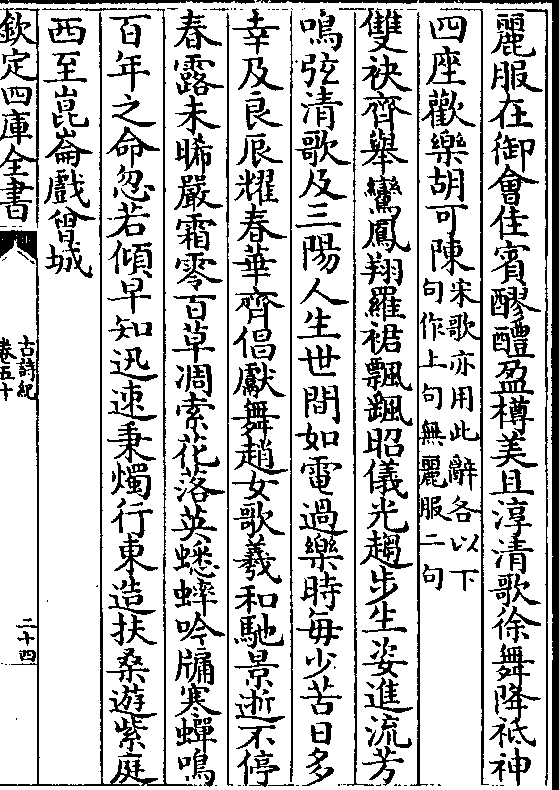 麗服在御會佳賓醪醴盈樽美且淳清歌徐舞降祇神
四座歡樂胡可陳宋歌亦用此辭各以下
句作上句無麗服二句
雙袂齊舉鸞鳳翔羅裙飄颻昭儀光趨步生姿進流芳
鳴弦清歌及三陽人生世間如電過樂時每少苦日多
幸及良辰耀春華齊倡獻舞趙女歌羲和馳景逝不停
春露未晞嚴霜零百草凋索花落英蟋蟀吟牗寒蟬鳴
百年之命忽若傾早知迅速秉燭行東造扶桑遊紫庭
西至崑崙戲曾城
欽定四庫全書
古詩紀
卷五十
二十四